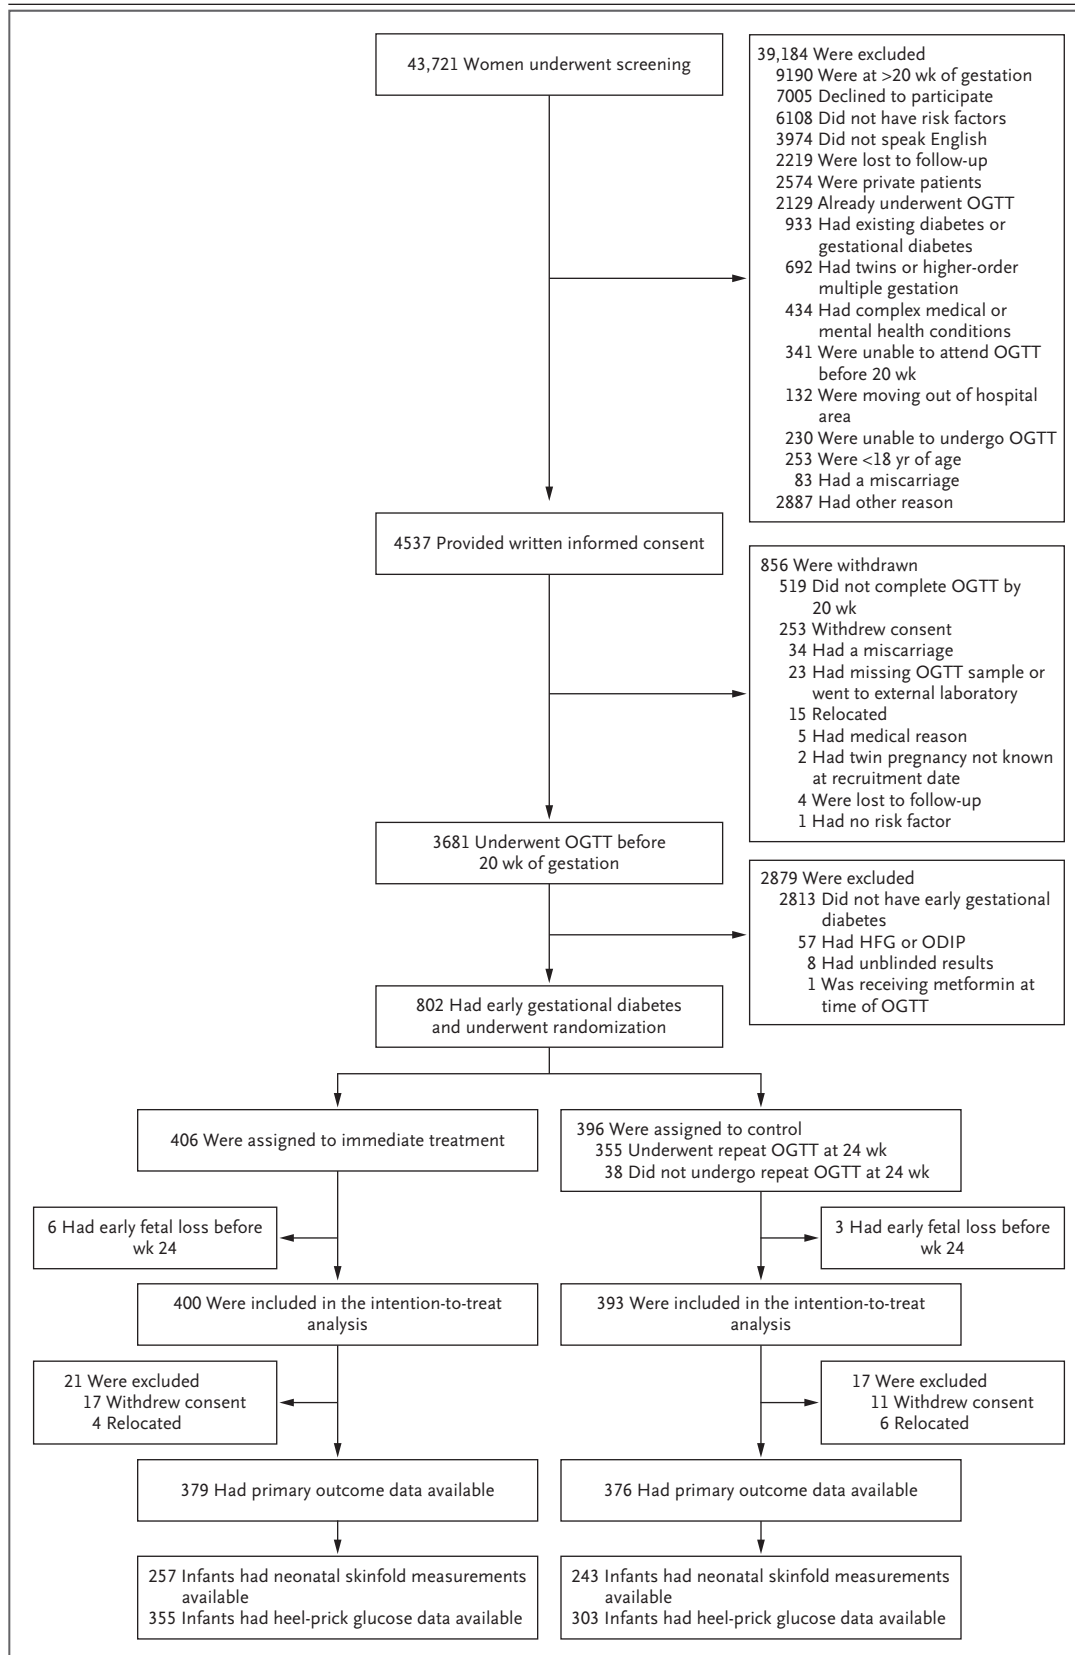 43,721 Women underwent screening
39,184 Were excluded
9190 Were at >20 wk of gestation
7005 Declined to participate
6108 Did not have risk factors
3974 Did not speak English
2219 Were lost to follow-up
2574 Were private patients
2129 Already underwent OGTT
933 Had existing diabetes or
gestational diabetes
692 Had twins or higher-order
multiple gestation
434 Had complex medical or
mental health conditions
341 Were unable to attend OGTT
before 20 wk
132 Were moving out of hospital
area
230 Were unable to undergo OGTT
253 Were <18 yr of age
83 Had a miscarriage
2887 Had other reason
4537 Provided written informed consent
856 Were withdrawn
519 Did not complete OGTT by
20 wk
253 Withdrew consent
34 Had a miscarriage
23 Had missing OGTT sample or
went to external laboratory
15 Relocated
5 Had medical reason
2 Had twin pregnancy not known
at recruitment date
4 Were lost to follow-up
1 Had no risk factor
3681 Underwent OGTT before
20 wk of gestation
2879 Were excluded
2813 Did not have early gestational
diabetes
57 Had HFG or ODIP
8 Had unblinded results
1 Was receiving metformin at
time of OGTT
802 Had early gestational diabetes
and underwent randomization
406 Were assigned to immediate treatment
396 Were assigned to control
355 Underwent repeat OGTT at 24 wk
38 Did not undergo repeat OGTT at 24 wk
6 Had early fetal loss before
wk 24
3 Had early fetal loss before
wk 24
400 Were included in the intention-to-treat
analysis
393 Were included in the intention-to-treat
analysis
21 Were excluded
17 Withdrew consent
4 Relocated
17 Were excluded
11 Withdrew consent
6 Relocated
379 Had primary outcome data available
376 Had primary outcome data available
257 Infants had neonatal skinfold measurements
available
355 Infants had heel-prick glucose data available
243 Infants had neonatal skinfold measurements
available
303 Infants had heel-prick glucose data available